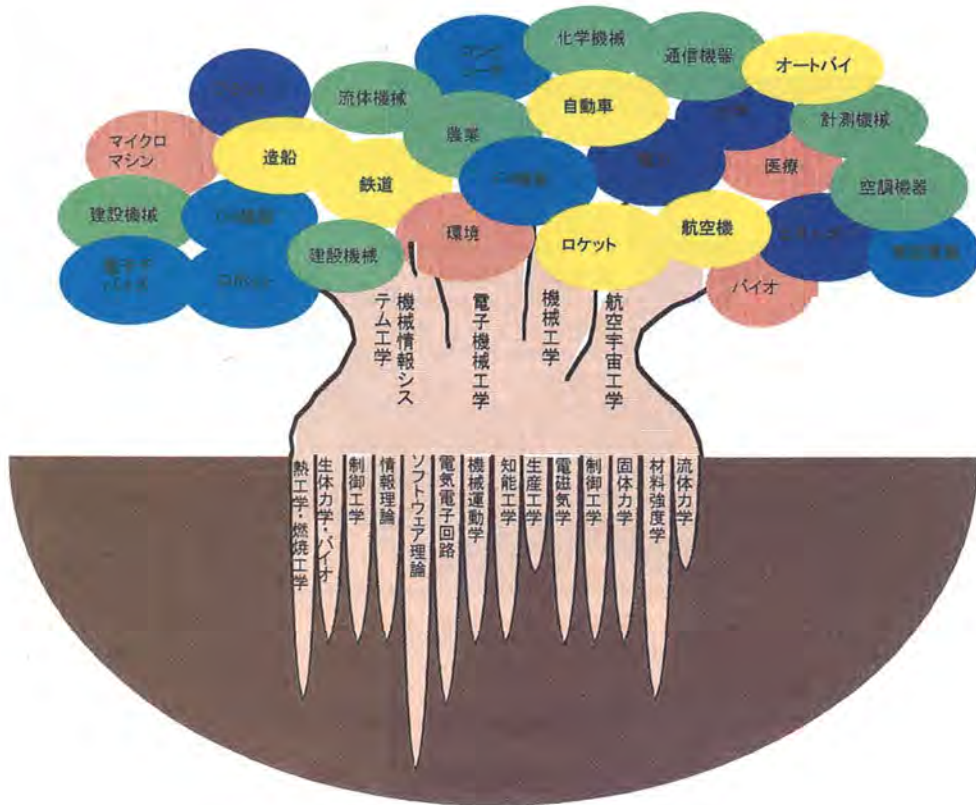 化学機械
通信機器
オートバイ
流体機械
自動車
農業
計測機械
マイクロ
マシン
造船
鉄道
医療
空調機器
建設機械
環境
ロケット
航空機
建設機械
バイオ
機械情報シス
テム工学
電子機械工学
機械工学
航空宇宙工学
熱工学・燃焼工学
生体力学・バイオ
制御工学
情報理論
ソフトウェア理論
電気電子回路
機械運動学
知能工学
生産工学
電磁気学
制御工学
固体力学
材料強度学
流体力学